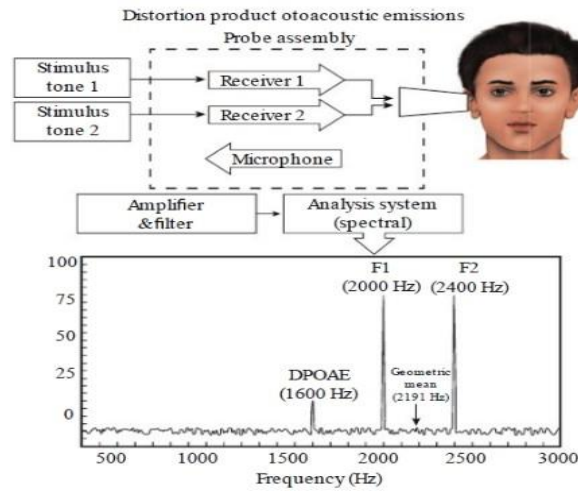 Distortion product otoacoustic emissions
Probe assembly
Stimulus
tone 1
Receiver 1
Stimulus
tone 2
Receiver 2
Microphone
Amplifier
&filter
Analysis system
(spectral)
100
75
50
25
0
F1
(2000 Hz)
F2
(2400 Hz)
DPOAE
(1600 Hz)
Geometric
mean
(2191 Hz)
500 1000 1500 2000 2500 3000
Frequency (Hz)